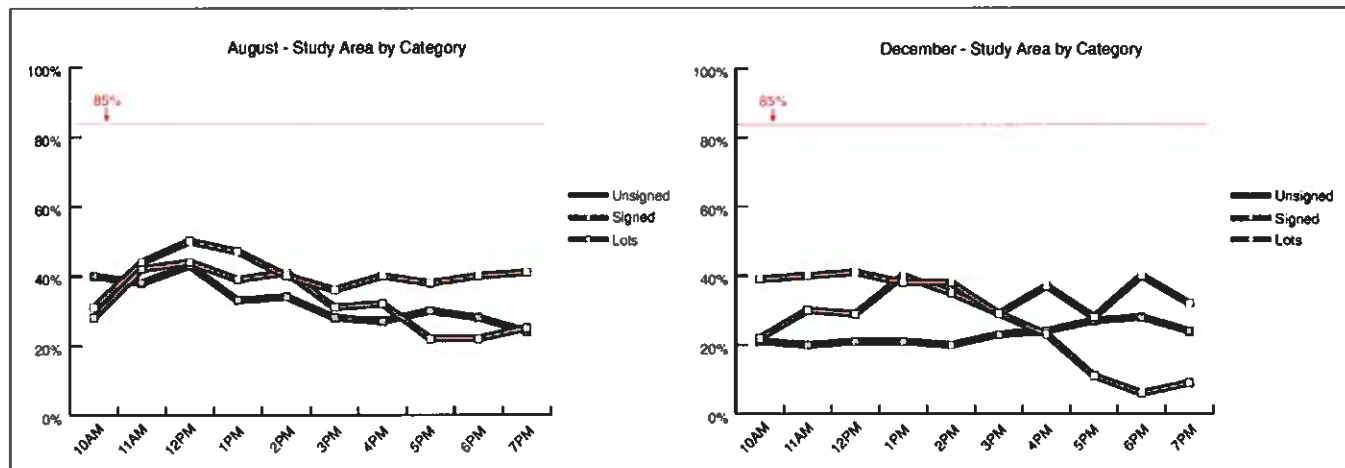 August - Study Area by Category
100%
85%
80%
60%
40%
20%
0%
10AM 11AM 12PM 1PM 2PM 3PM 4PM 5PM 6PM 7PM
Unsigned
Signed
Lots
December - Study Area by Category
100%
85%
80%
60%
40%
20%
0%
10AM 11AM 12PM 1PM 2PM 3PM 4PM 5PM 6PM 7PM
Unsigned
Signed
Lots